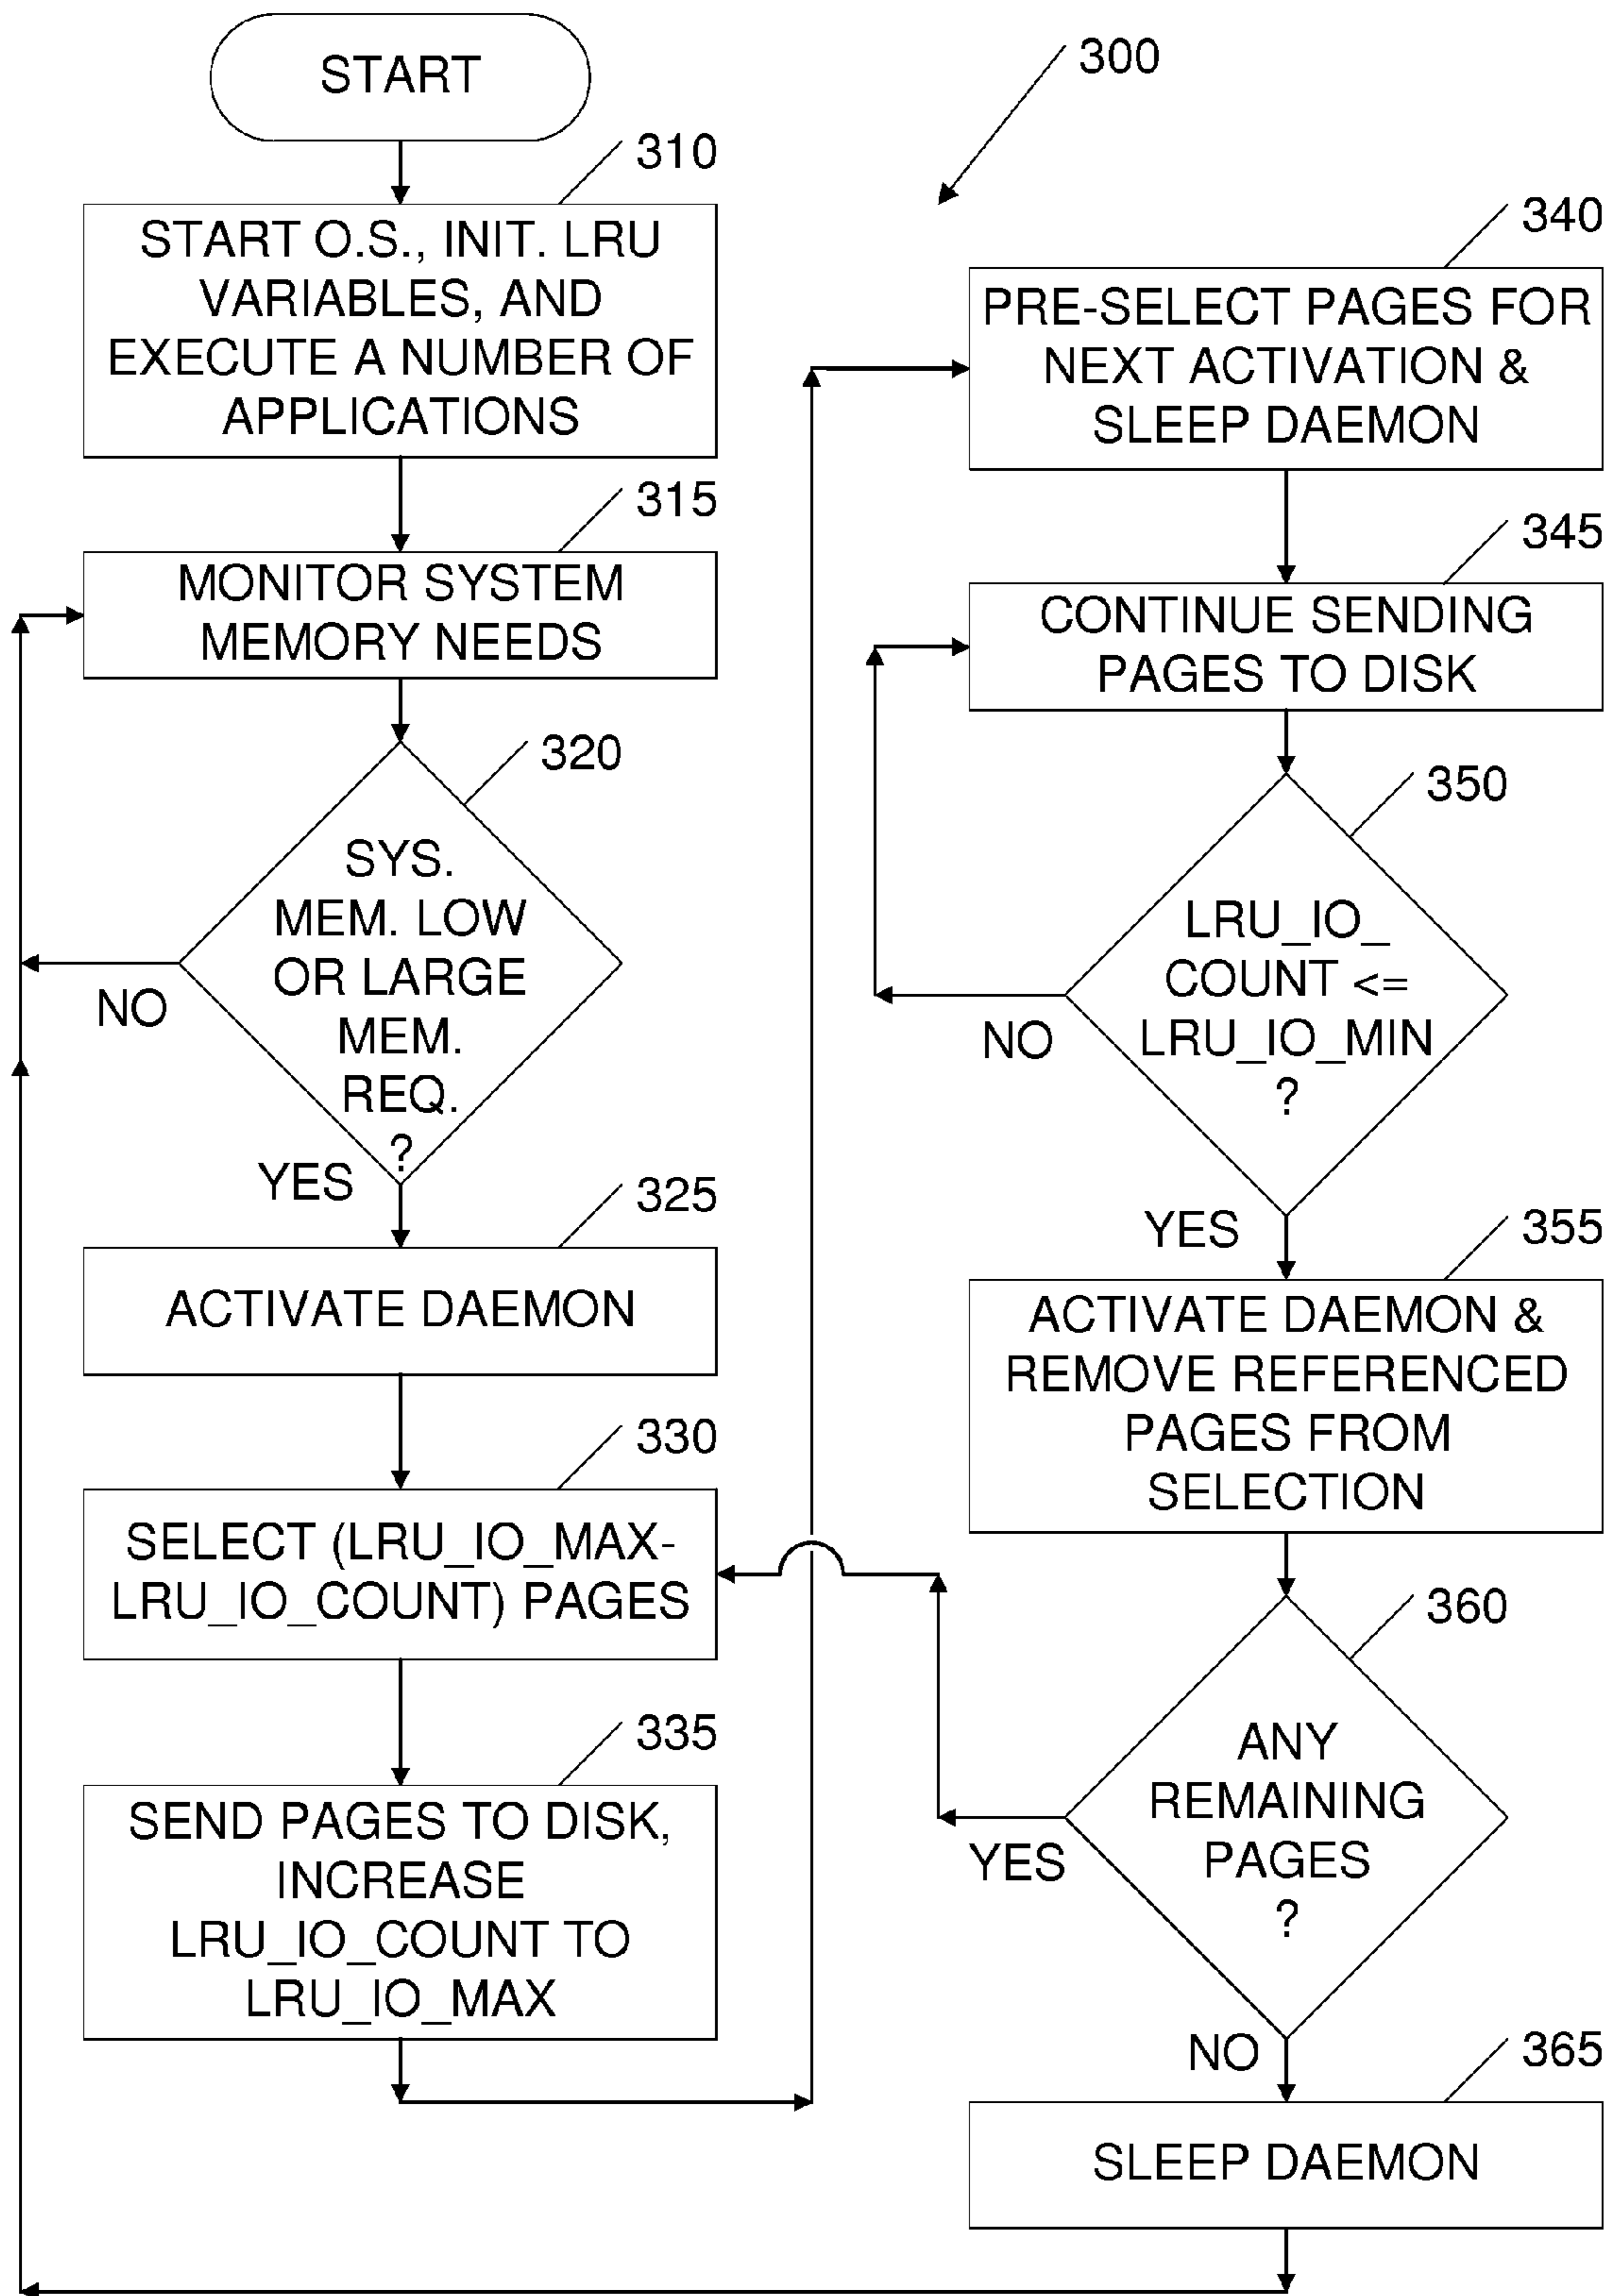 START
300
310
START O.S., INIT. LRU
VARIABLES, AND
EXECUTE A NUMBER OF
APPLICATIONS
315
MONITOR SYSTEM
MEMORY NEEDS
320
SYS.
MEM. LOW
OR LARGE
MEM.
REQ.
?
NO
YES
325
ACTIVATE DAEMON
330
SELECT (LRU_IO_MAX-
LRU_IO_COUNT) PAGES
335
SEND PAGES TO DISK,
INCREASE
LRU_IO_COUNT TO
LRU_IO_MAX
340
PRE-SELECT PAGES FOR
NEXT ACTIVATION &
SLEEP DAEMON
345
CONTINUE SENDING
PAGES TO DISK
350
LRU_IO_
COUNT <=
LRU_IO_MIN
?
NO
YES
355
ACTIVATE DAEMON &
REMOVE REFERENCED
PAGES FROM
SELECTION
360
ANY
REMAINING
PAGES
?
YES
NO
365
SLEEP DAEMON